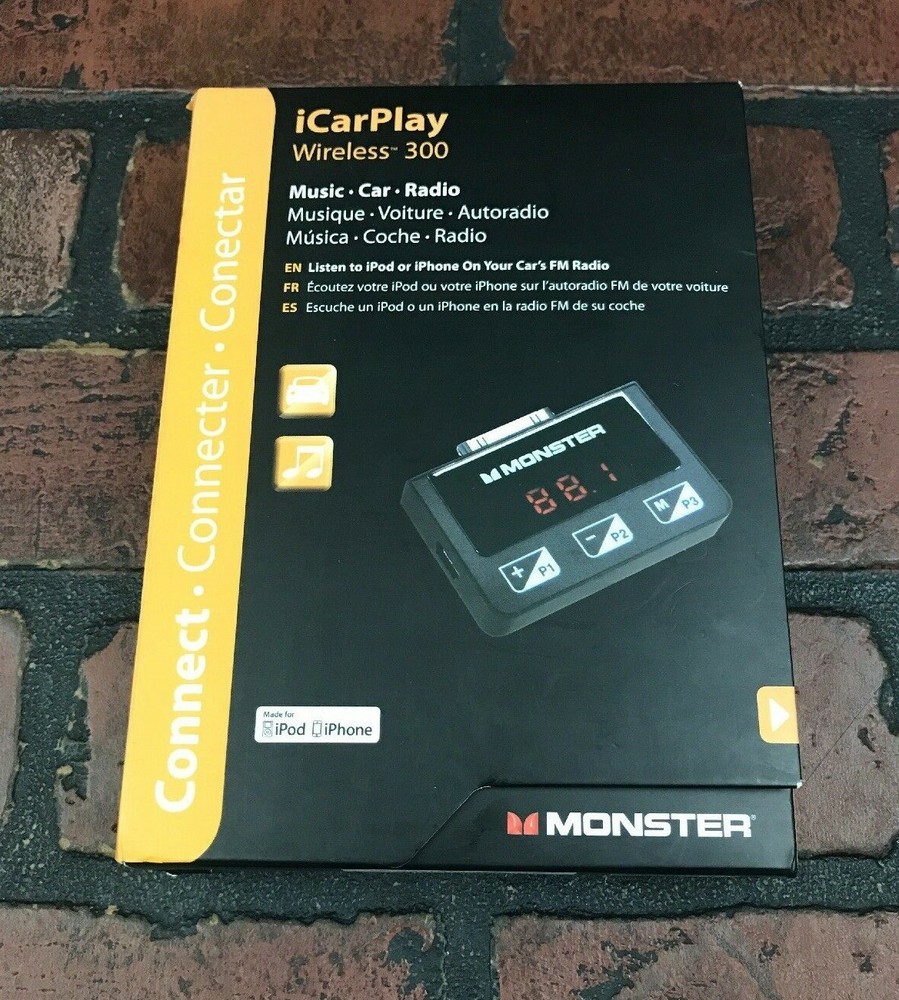 iCarPlay
Wireless™ 300
Music · Car · Radio
Musique · Voiture · Autoradio
Música · Coche · Radio
EN Listen to iPod or iPhone On Your Car's FM Radio
FR Écoutez votre iPod ou votre iPhone sur l'autoradio FM de votre voiture
ES Escuche un iPod o un iPhone en la radio FM de su coche
Connect · Connecter · Conectar
MONSTER
88.1
+ P1
- P2
M P3
Made for
iPod iPhone
MONSTER®